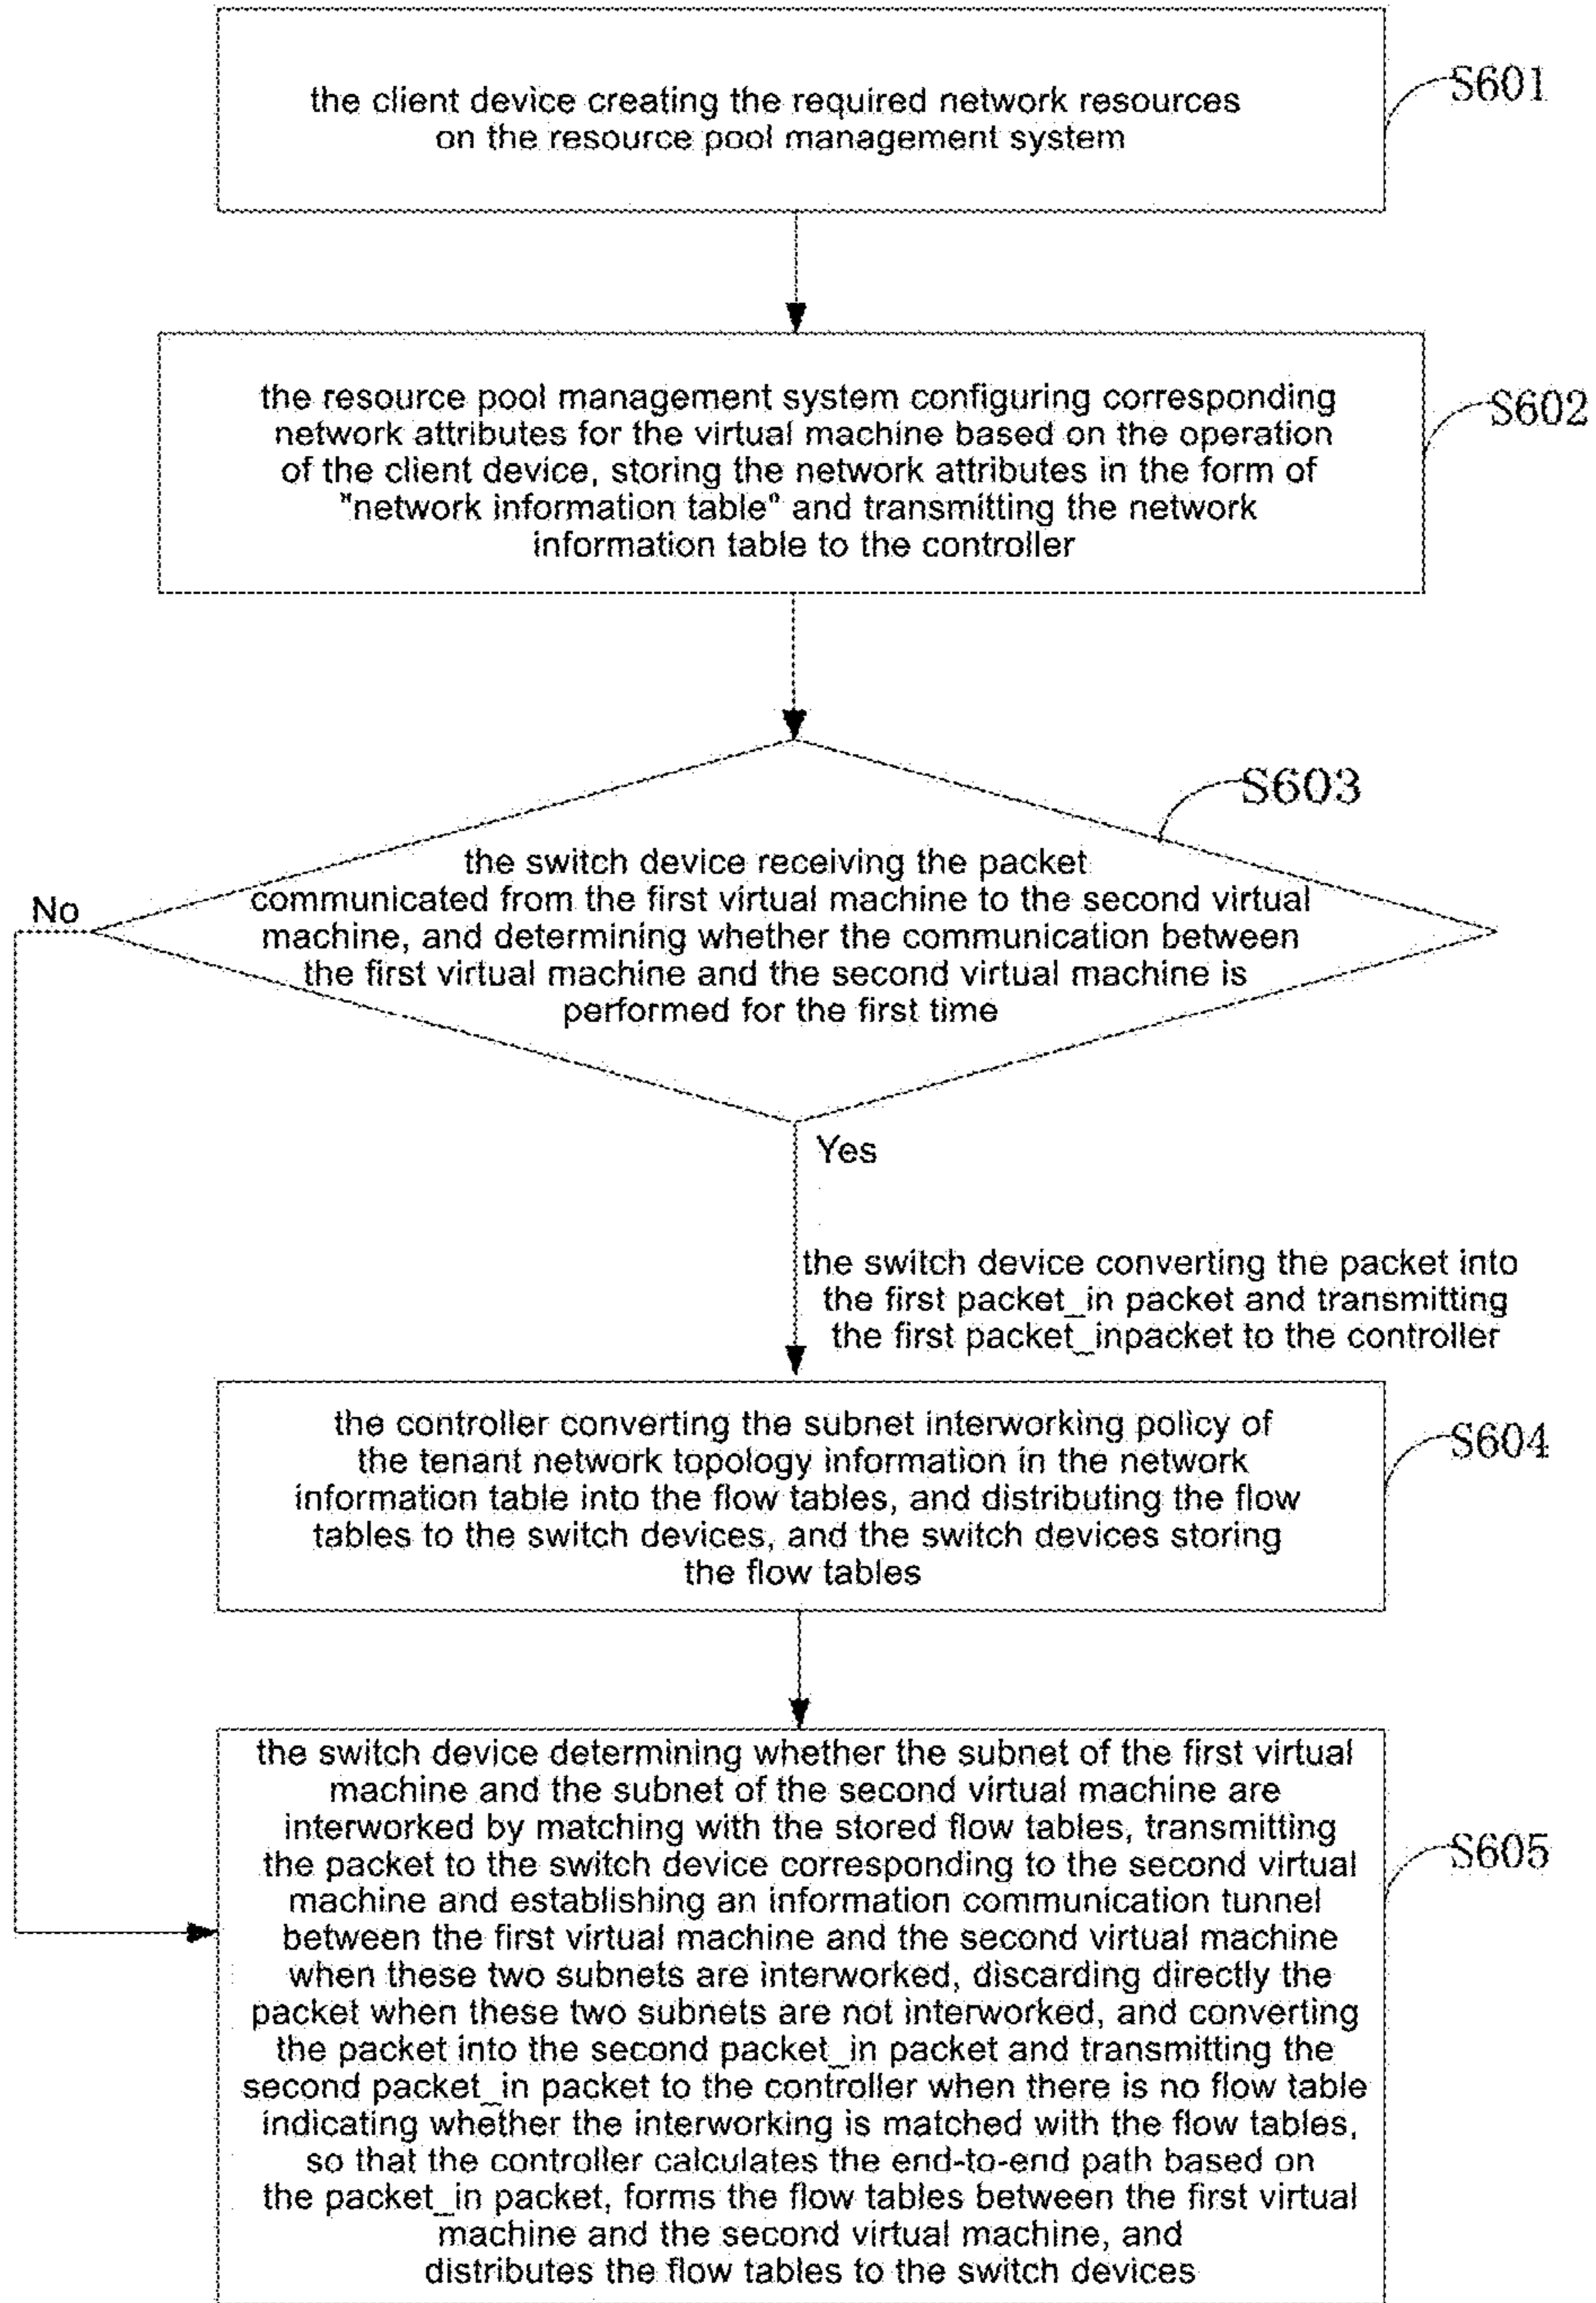 the client device creating the required network resources
on the resource pool management system
S601
the resource pool management system configuring corresponding
network attributes for the virtual machine based on the operation
of the client device, storing the network attributes in the form of
"network information table" and transmitting the network
information table to the controller
S602
S603
the switch device receiving the packet
communicated from the first virtual machine to the second virtual
machine, and determining whether the communication between
the first virtual machine and the second virtual machine is
performed for the first time
No
Yes
the switch device converting the packet into
the first packet_in packet and transmitting
the first packet_inpacket to the controller
the controller converting the subnet interworking policy of
the tenant network topology information in the network
information table into the flow tables, and distributing the flow
tables to the switch devices, and the switch devices storing
the flow tables
S604
the switch device determining whether the subnet of the first virtual
machine and the subnet of the second virtual machine are
interworked by matching with the stored flow tables, transmitting
the packet to the switch device corresponding to the second virtual
machine and establishing an information communication tunnel
between the first virtual machine and the second virtual machine
when these two subnets are interworked, discarding directly the
packet when these two subnets are not interworked, and converting
the packet into the second packet_in packet and transmitting the
second packet_in packet to the controller when there is no flow table
indicating whether the interworking is matched with the flow tables,
so that the controller calculates the end-to-end path based on
the packet_in packet, forms the flow tables between the first virtual
machine and the second virtual machine, and
distributes the flow tables to the switch devices
S605